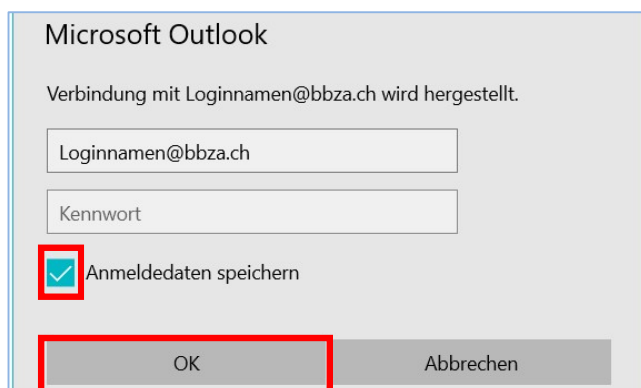 Microsoft Outlook
Verbindung mit Loginnamen@bbza.ch wird hergestellt.
Loginnamen@bbza.ch
Kennwort
Anmeldedaten speichern
OK Abbrechen